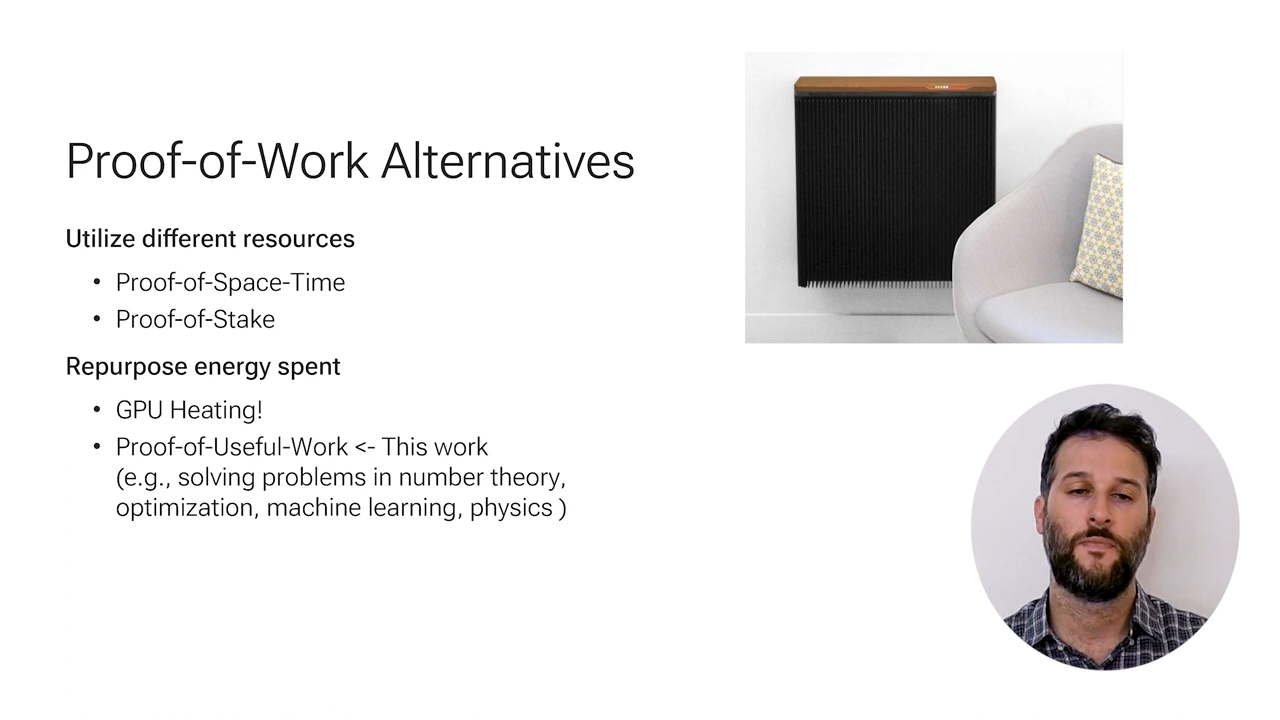 Proof-of-Work Alternatives
Utilize different resources
• Proof-of-Space-Time
• Proof-of-Stake
Repurpose energy spent
• GPU Heating!
• Proof-of-Useful-Work <- This work
(e.g., solving problems in number theory,
optimization, machine learning, physics )